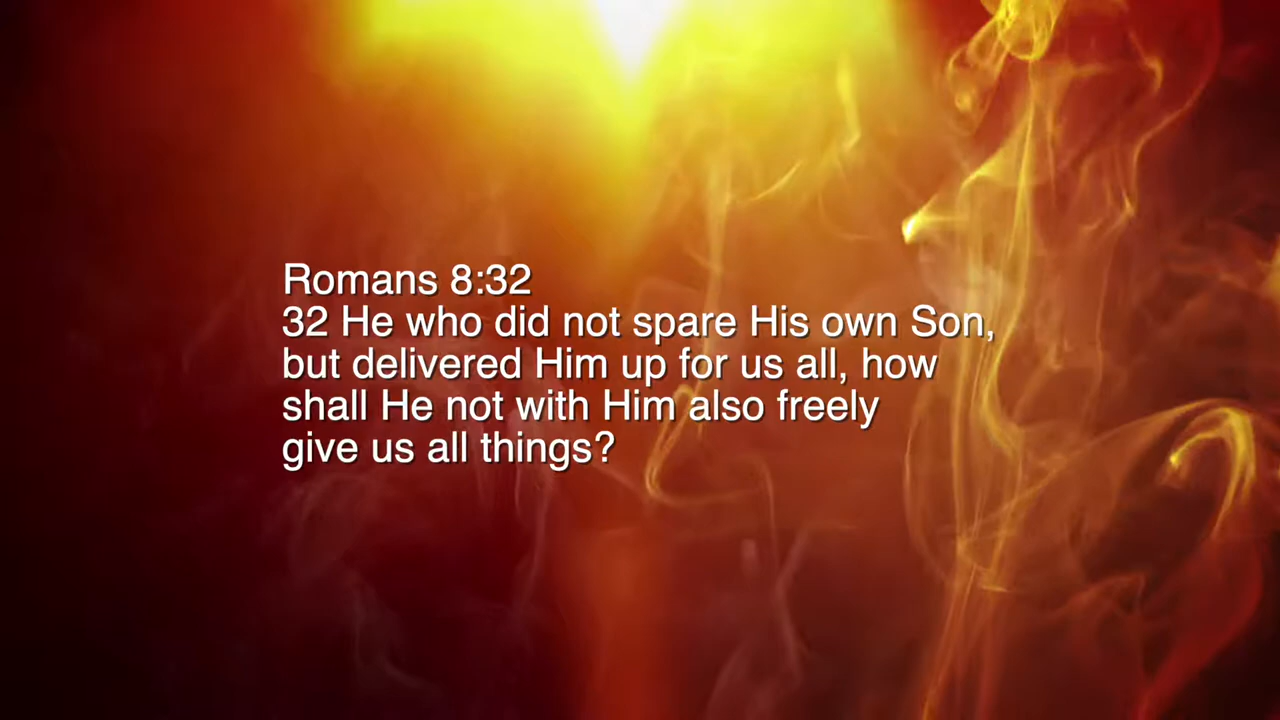 Romans 8:32
32 He who did not spare His own Son,
but delivered Him up for us all, how
shall He not with Him also freely
give us all things?